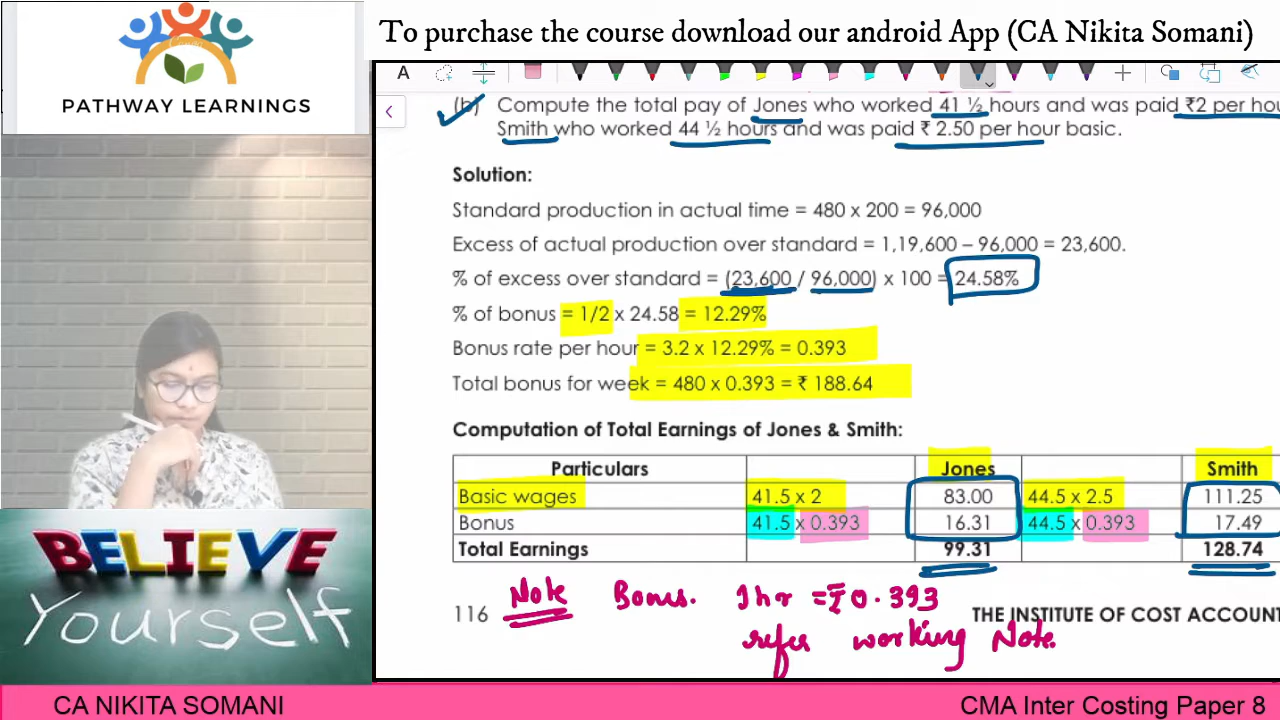 To purchase the course download our android App (CA Nikita Somani)
PATHWAY LEARNINGS
A
(b) Compute the total pay of Jones who worked 41 ½ hours and was paid ₹2 per hou
Smith who worked 44 ½ hours and was paid ₹ 2.50 per hour basic.
Solution:
Standard production in actual time = 480 x 200 = 96,000
Excess of actual production over standard = 1,19,600 – 96,000 = 23,600.
% of excess over standard = (23,600 / 96,000) x 100 = 24.58%
% of bonus = 1/2 x 24.58 = 12.29%
Bonus rate per hour = 3.2 x 12.29% = 0.393
Total bonus for week = 480 x 0.393 = ₹ 188.64
Computation of Total Earnings of Jones & Smith:
Particulars Jones Smith
Basic wages 41.5 x 2 83.00 44.5 x 2.5 111.25
Bonus 41.5 x 0.393 16.31 44.5 x 0.393 17.49
Total Earnings 99.31 128.74
Note Bonus. 1hr = ₹0.393
116 THE INSTITUTE OF COST ACCOUNT
refer working Note
BELIEVE
Yourself
CA NIKITA SOMANI
CMA Inter Costing Paper 8